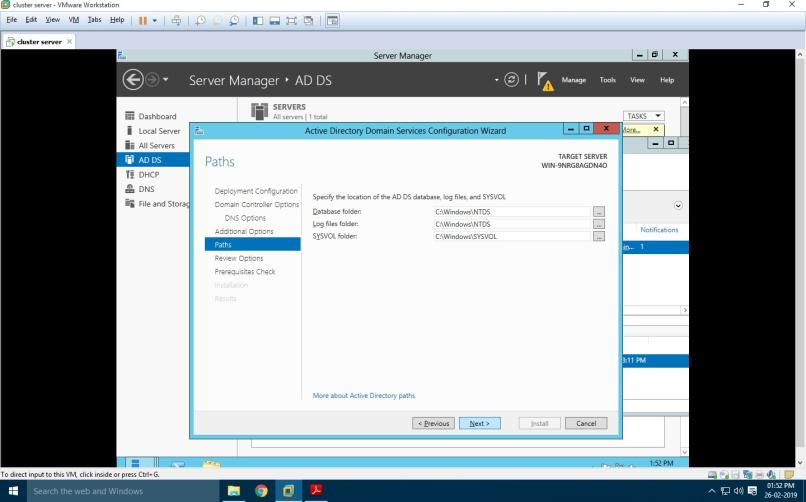 cluster server - VMware Workstation
File Edit View VM Tabs Help
cluster server
Server Manager
Server Manager AD DS
Manage Tools View Help
Dashboard
Local Server
All Servers
AD DS
DHCP
DNS
File and Storag
SERVERS
All servers | 1 total
TASKS
More...
Active Directory Domain Services Configuration Wizard
Paths
TARGET SERVER
WIN-9NRG8AGDN4O
Deployment Configuration
Domain Controller Options
DNS Options
Additional Options
Paths
Review Options
Prerequisites Check
Installation
Results
Specify the location of the AD DS database, log files, and SYSVOL
Database folder: C:\Windows\NTDS ...
Log files folder: C:\Windows\NTDS ...
SYSVOL folder: C:\Windows\SYSVOL ...
More about Active Directory paths
< Previous Next > Install Cancel
Notifications
1
3:11 PM
1:52 PM
To direct input to this VM, click inside or press Ctrl+G.
Search the web and Windows
01:52 PM
26-02-2019